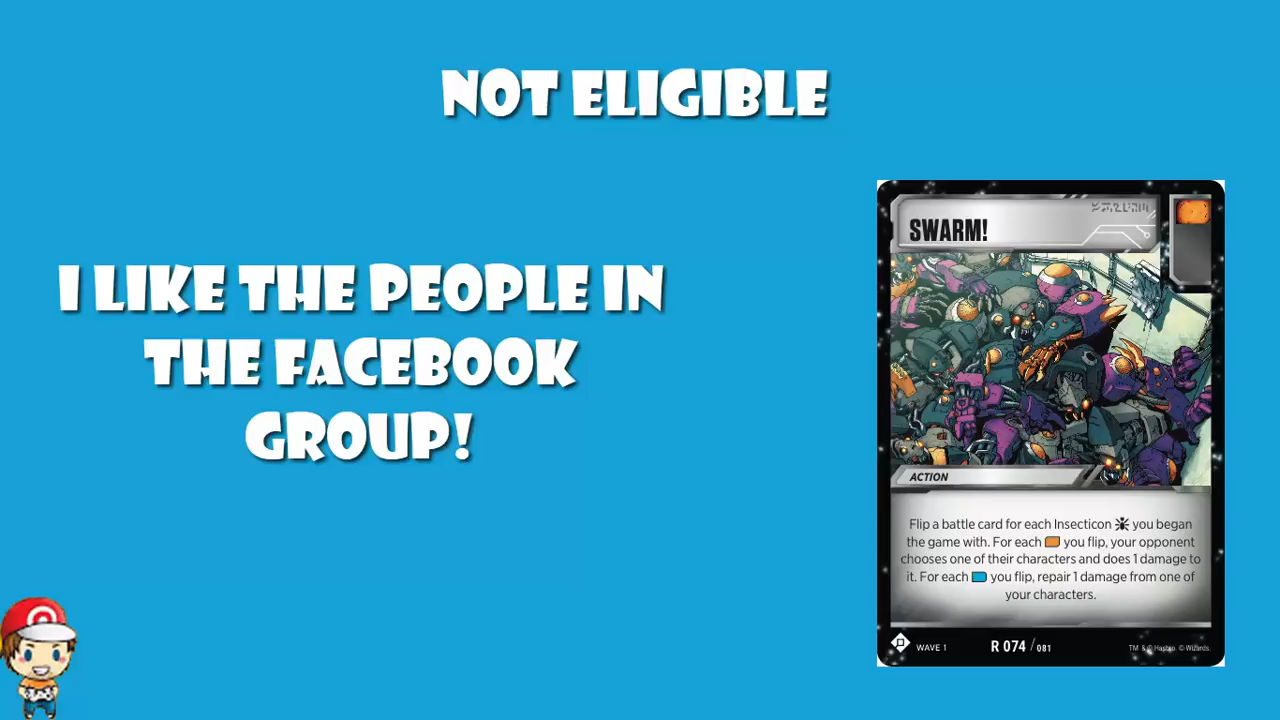 NOT ELIGIBLE
I LIKE THE PEOPLE IN
THE FACEBOOK
GROUP!
SWARM!
ACTION
Flip a battle card for each Insecticon you began
the game with. For each you flip, your opponent
chooses one of their characters and does 1 damage to
it. For each you flip, repair 1 damage from one of
your characters.
WAVE 1
R 074 / 081
TM & © Hasbro. © Wizards.